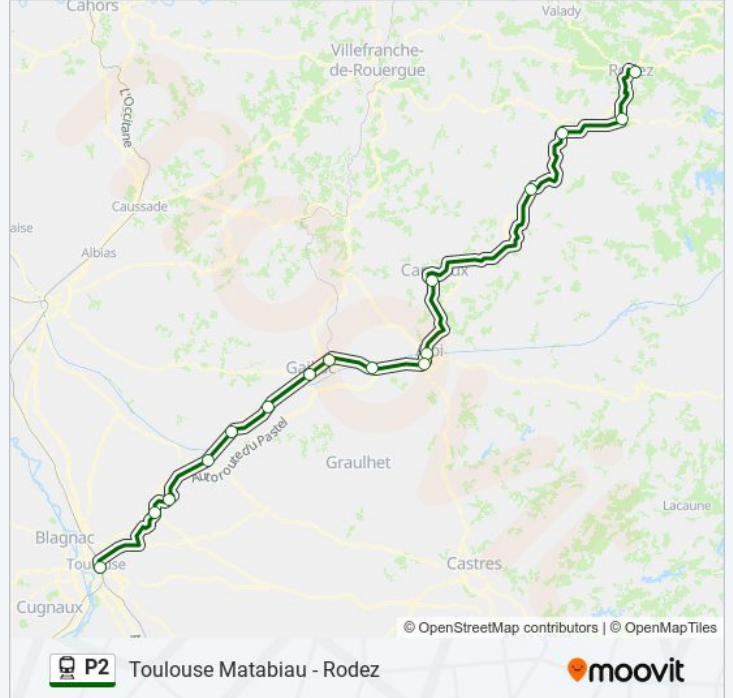 Cahors
Valady
Villefranche-
de-Rouergue
Rodez
L'Occitane
Caussade
aise
Albias
Carmaux
Albi
Gaillac
Autoroute du Pastel
Graulhet
Lacaune
Blagnac
Toulouse
Castres
Cugnaux
© OpenStreetMap contributors | © OpenMapTiles
P2 Toulouse Matabiau - Rodez
moovit